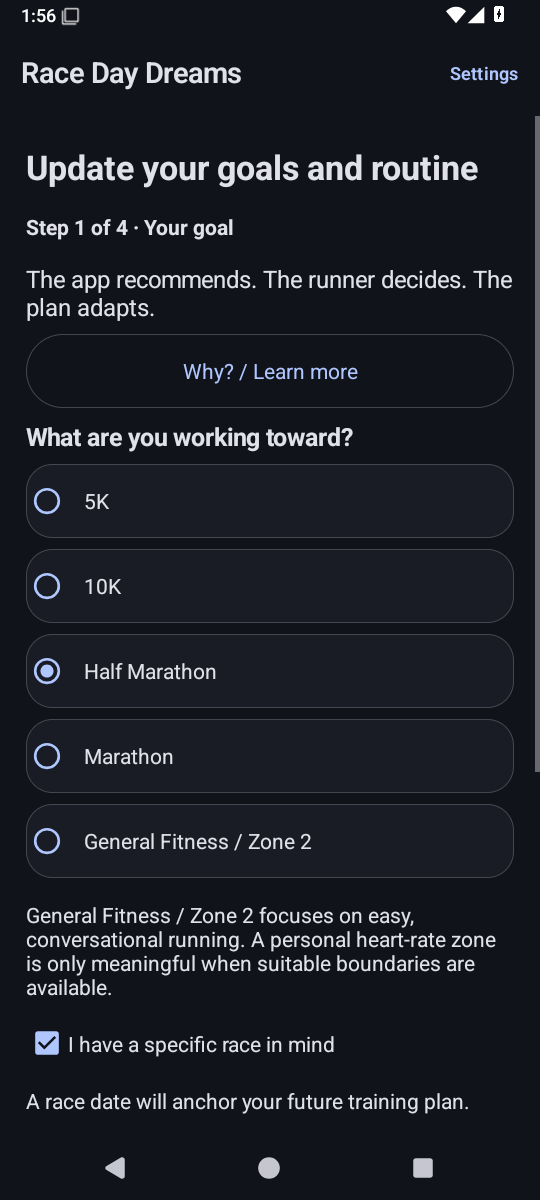 1:56
Race Day Dreams
Settings
Update your goals and routine
Step 1 of 4 · Your goal
The app recommends. The runner decides. The
plan adapts.
Why? / Learn more
What are you working toward?
5K
10K
Half Marathon
Marathon
General Fitness / Zone 2
General Fitness / Zone 2 focuses on easy,
conversational running. A personal heart-rate zone
is only meaningful when suitable boundaries are
available.
I have a specific race in mind
A race date will anchor your future training plan.